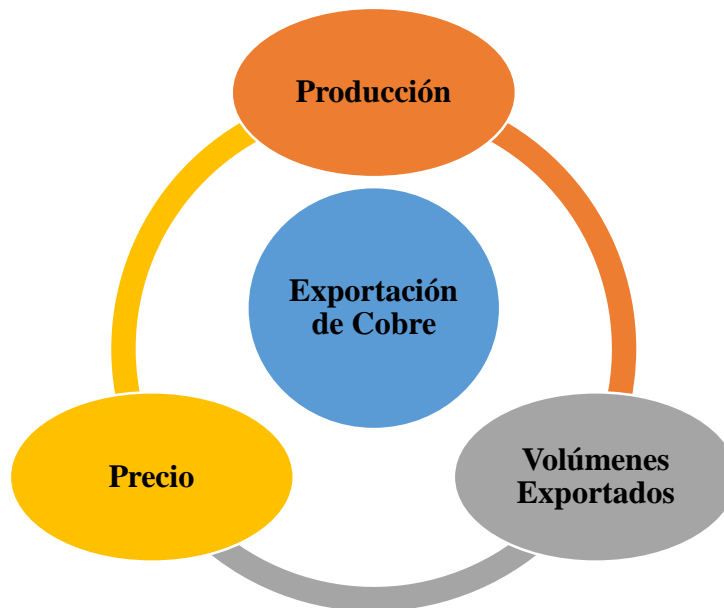 Producción
Exportación
de Cobre
Precio
Volúmenes
Exportados